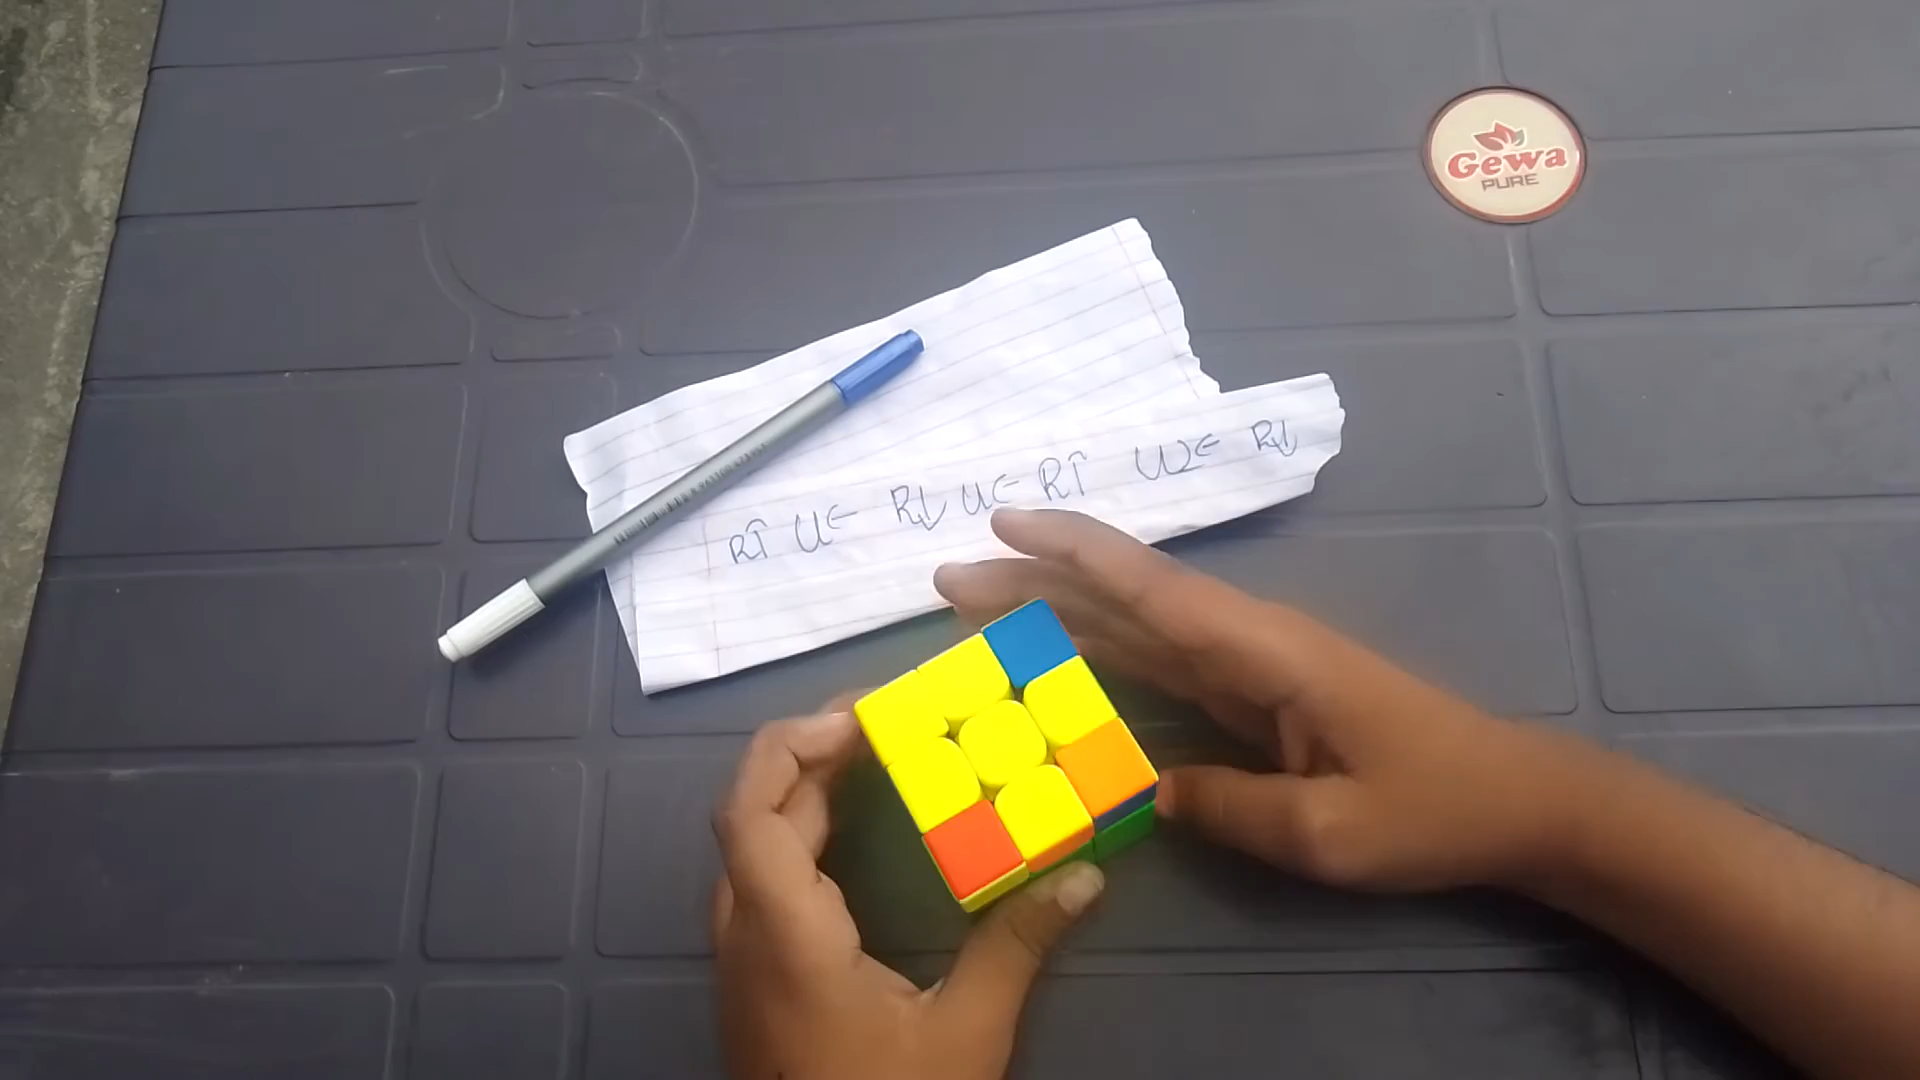 Gewa
PURE
R↑ U← R↓ U← R↑ U2← R↓